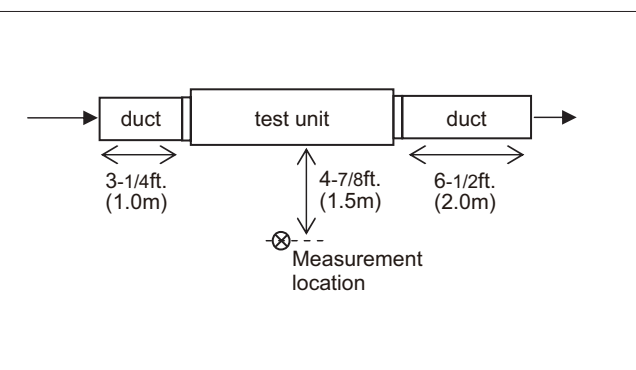 duct
test unit
duct
3-1/4ft.
(1.0m)
4-7/8ft.
(1.5m)
6-1/2ft.
(2.0m)
Measurement
location